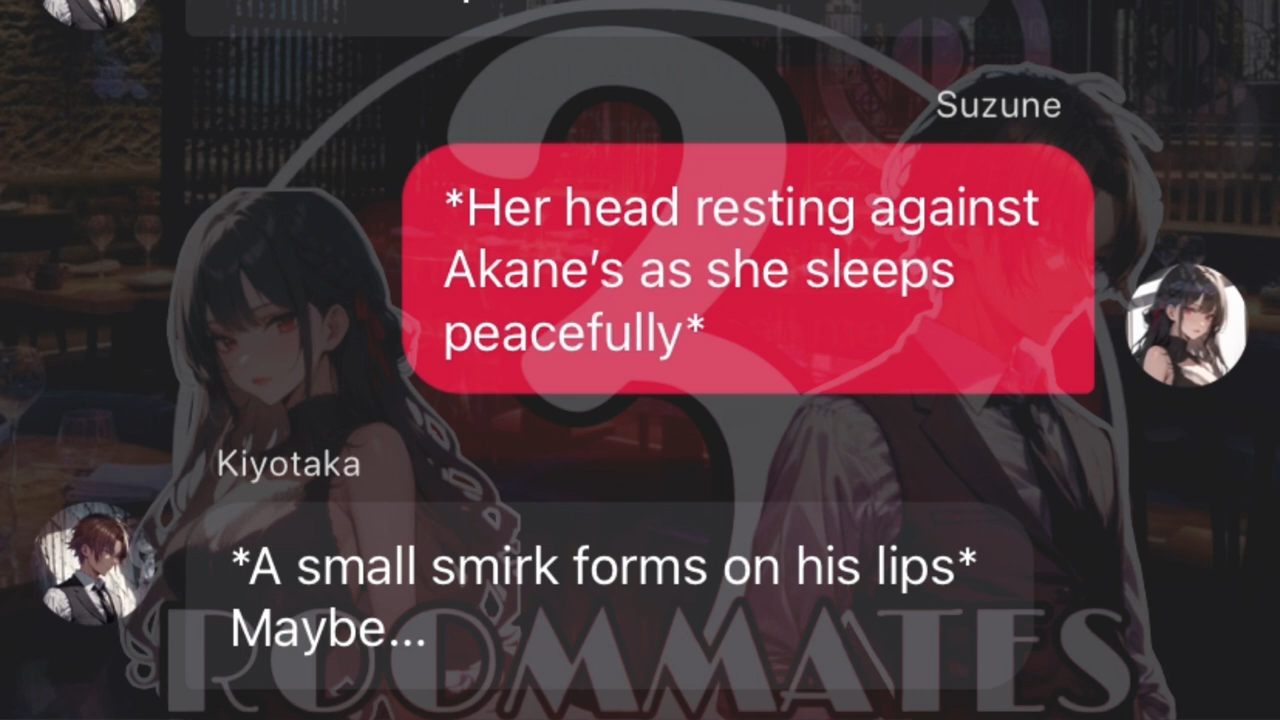 Suzune
*Her head resting against
Akane’s as she sleeps
peacefully*
Kiyotaka
*A small smirk forms on his lips*
Maybe...
3
ROOMMATES